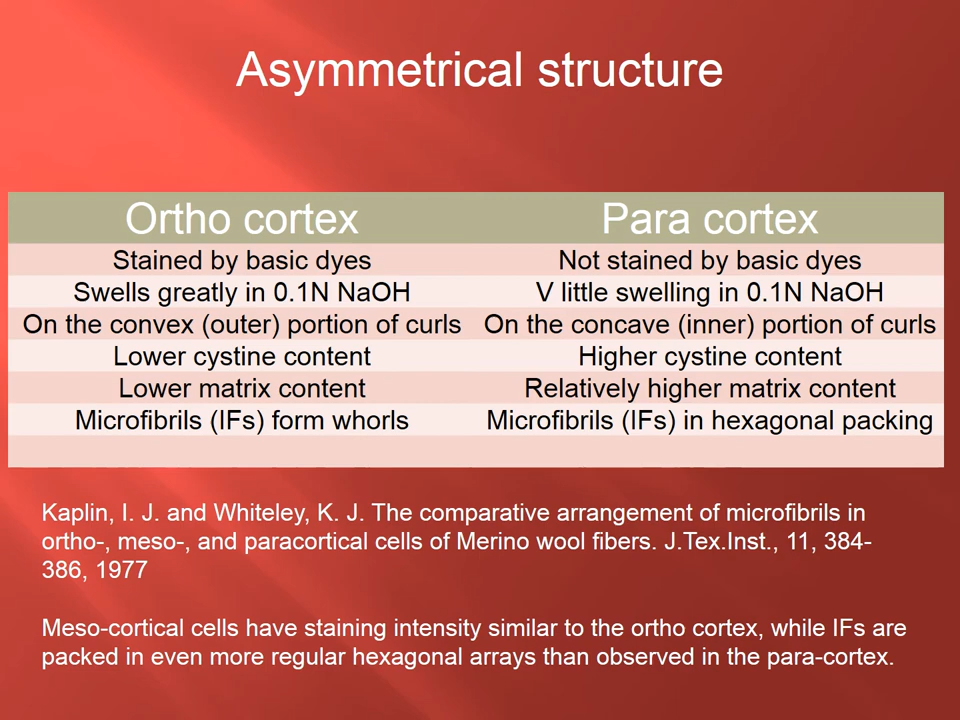 Asymmetrical structure
Ortho cortex Para cortex
Stained by basic dyes Not stained by basic dyes
Swells greatly in 0.1N NaOH V little swelling in 0.1N NaOH
On the convex (outer) portion of curls On the concave (inner) portion of curls
Lower cystine content Higher cystine content
Lower matrix content Relatively higher matrix content
Microfibrils (IFs) form whorls Microfibrils (IFs) in hexagonal packing
Kaplin, I. J. and Whiteley, K. J. The comparative arrangement of microfibrils in
ortho-, meso-, and paracortical cells of Merino wool fibers. J.Tex.Inst., 11, 384-
386, 1977
Meso-cortical cells have staining intensity similar to the ortho cortex, while IFs are
packed in even more regular hexagonal arrays than observed in the para-cortex.